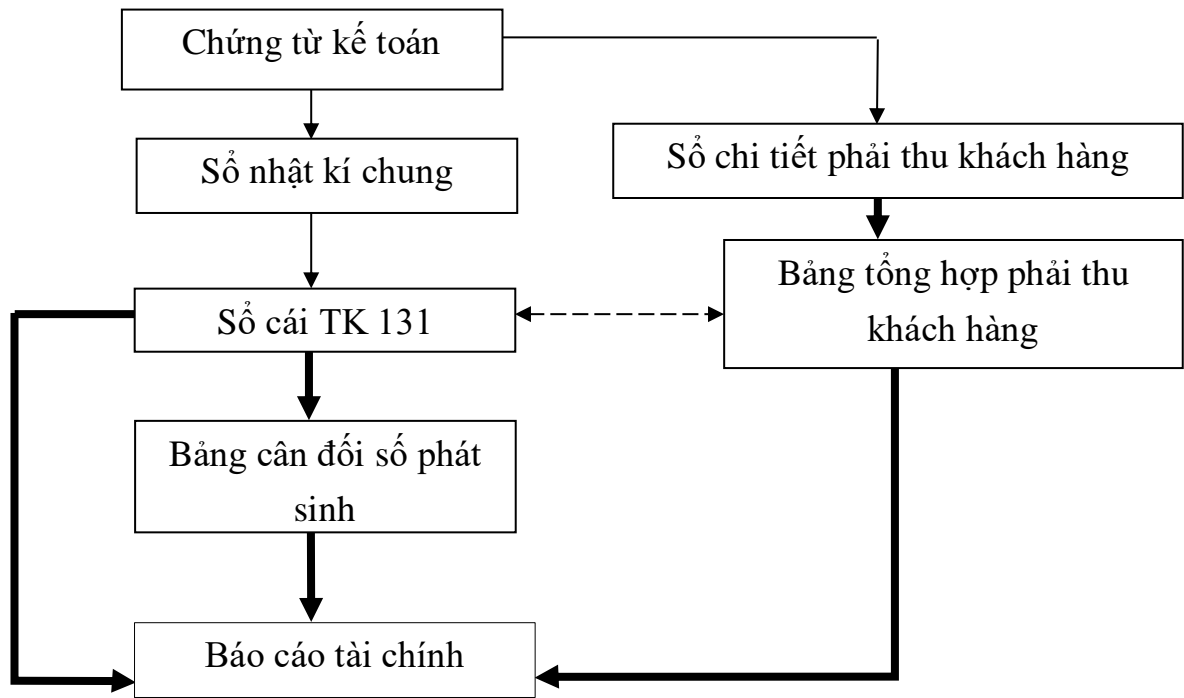 Chứng từ kế toán
Sổ nhật kí chung
Sổ chi tiết phải thu khách hàng
Bảng tổng hợp phải thu
khách hàng
Sổ cái TK 131
Bảng cân đối số phát
sinh
Báo cáo tài chính